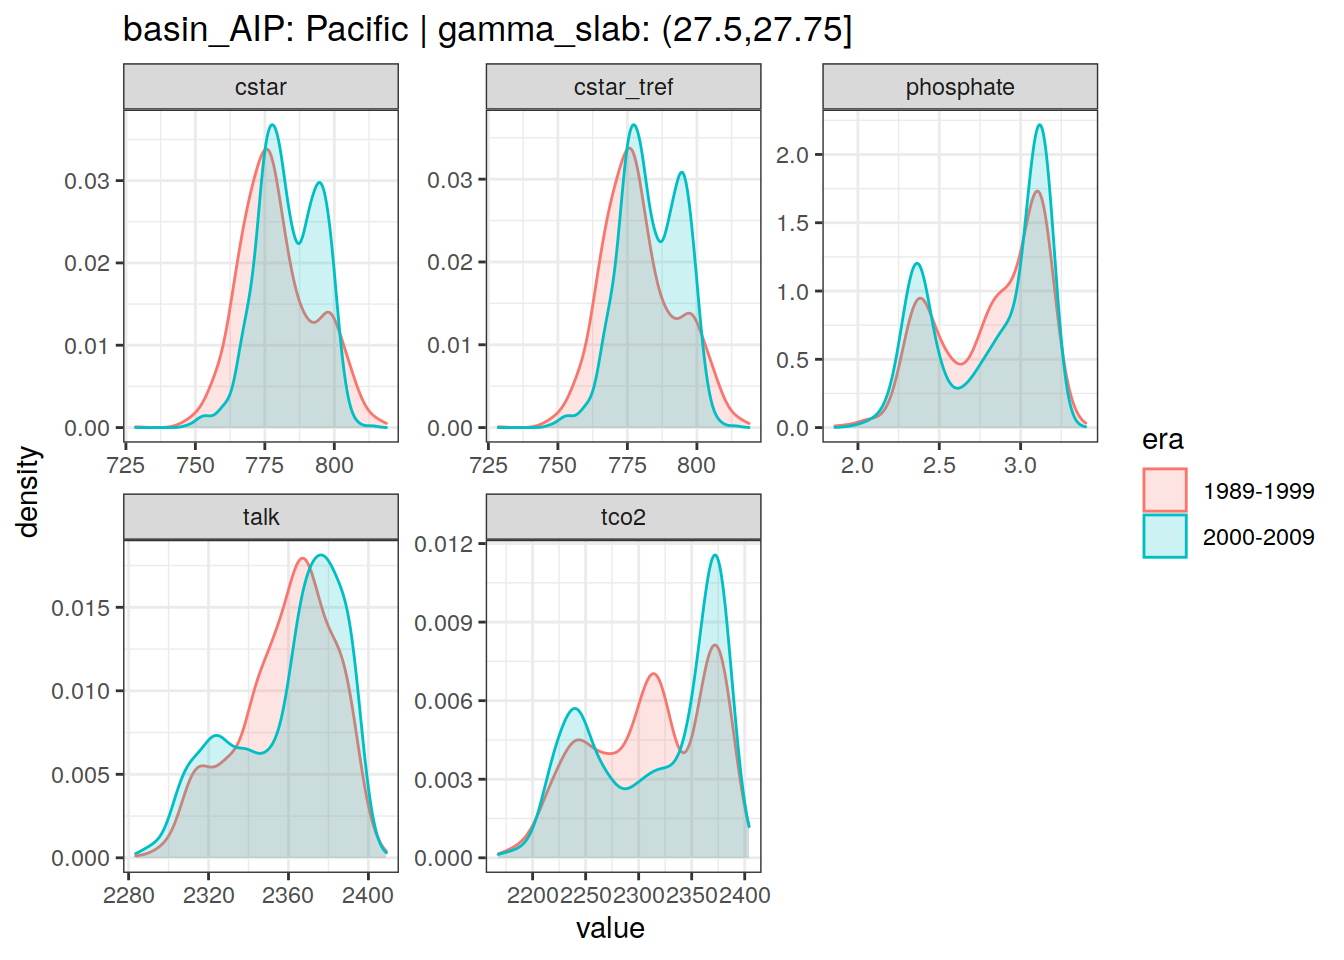 basin_AIP: Pacific | gamma_slab: (27.5,27.75]
cstar
cstar_tref
phosphate
0.03
0.02
0.01
0.00
0.03
0.02
0.01
0.00
2.0
1.5
1.0
0.5
0.0
725 750 775 800
725 750 775 800
2.0 2.5 3.0
density
talk
tco2
0.015
0.010
0.005
0.000
0.012
0.009
0.006
0.003
0.000
2280 2320 2360 2400
2200 2250 2300 2350 2400
value
era
1989-1999
2000-2009